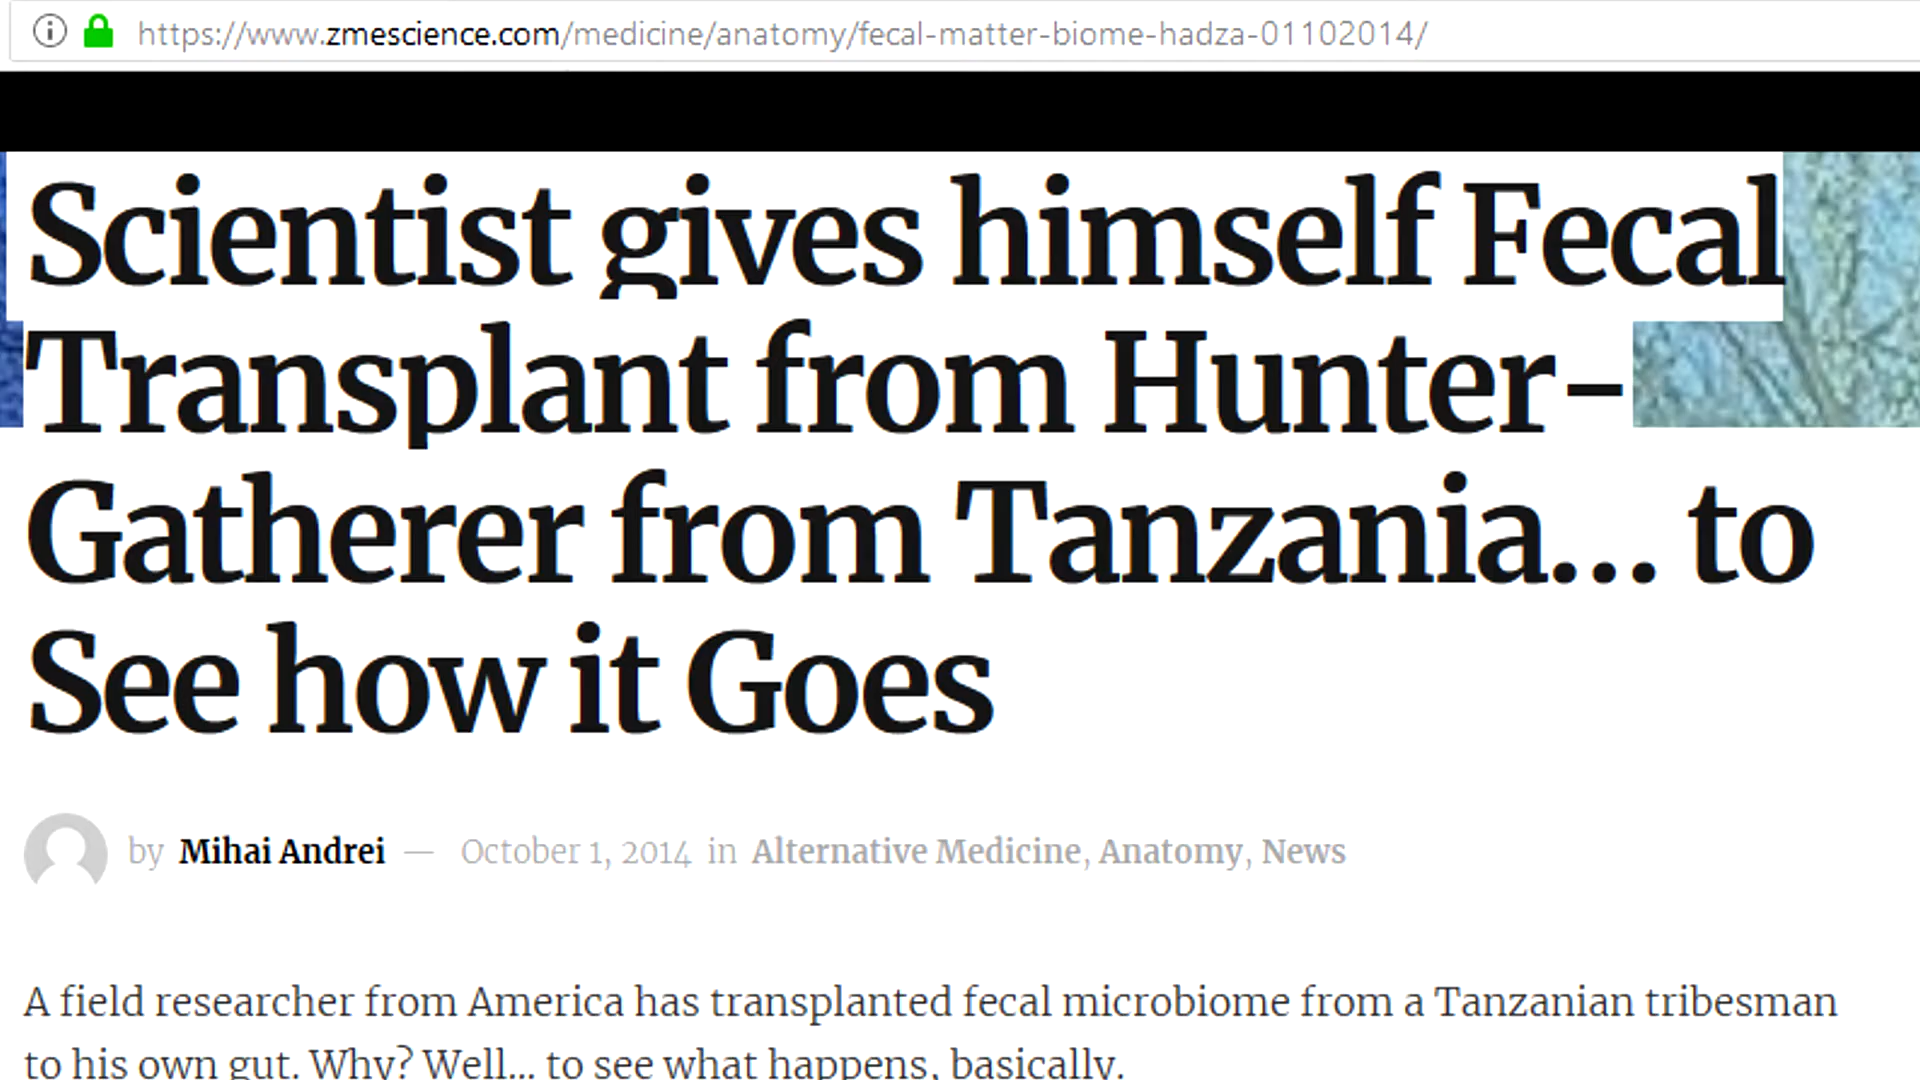 https://www.zmescience.com/medicine/anatomy/fecal-matter-biome-hadza-01102014/
Scientist gives himself Fecal
Transplant from Hunter-
Gatherer from Tanzania... to
See how it Goes
by Mihai Andrei — October 1, 2014 in Alternative Medicine, Anatomy, News
A field researcher from America has transplanted fecal microbiome from a Tanzanian tribesman
to his own gut. Why? Well... to see what happens, basically.